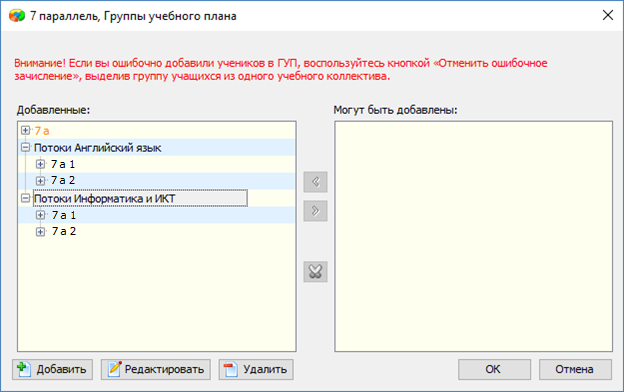 7 параллель, Группы учебного плана
Внимание! Если вы ошибочно добавили учеников в ГУП, воспользуйтесь кнопкой «Отменить ошибочное
зачисление», выделив группу учащихся из одного учебного коллектива.
Добавленные:
Могут быть добавлены:
7 а
Потоки Английский язык
7 а 1
7 а 2
Потоки Информатика и ИКТ
7 а 1
7 а 2
Добавить
Редактировать
Удалить
OK
Отмена